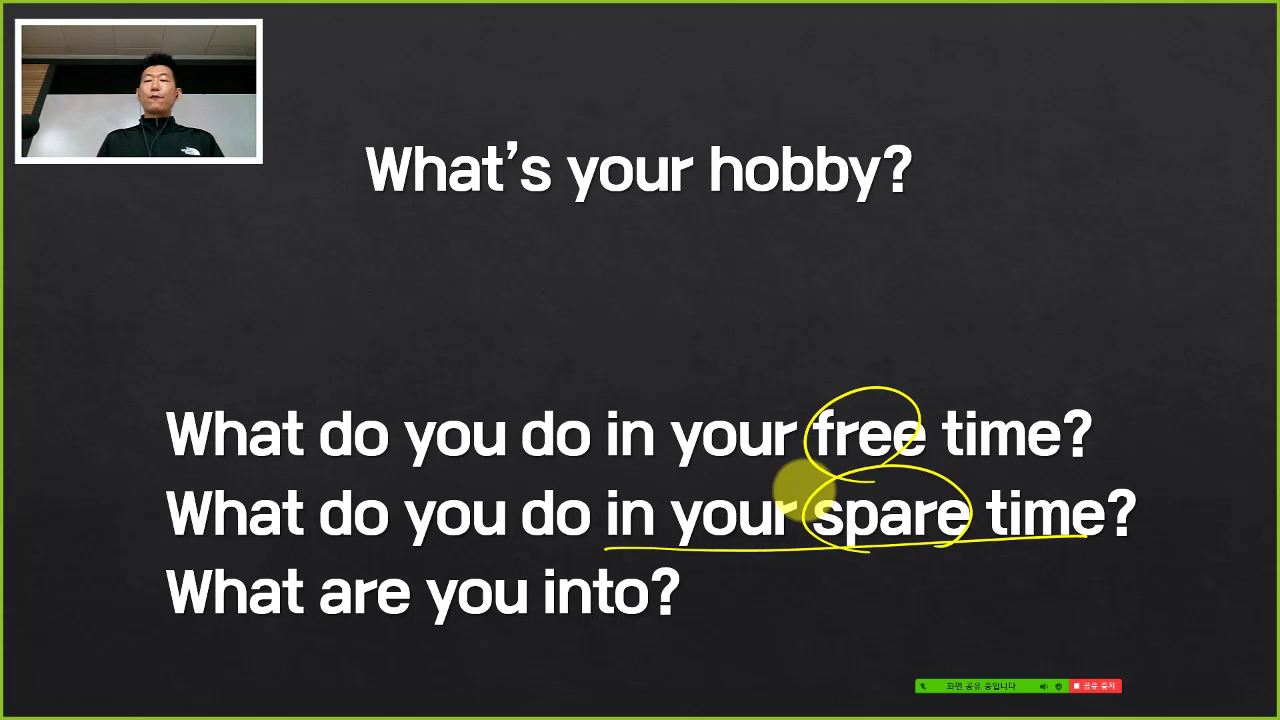 What's your hobby?
What do you do in your free time?
What do you do in your spare time?
What are you into?
화면 공유 중입니다 공유 중지